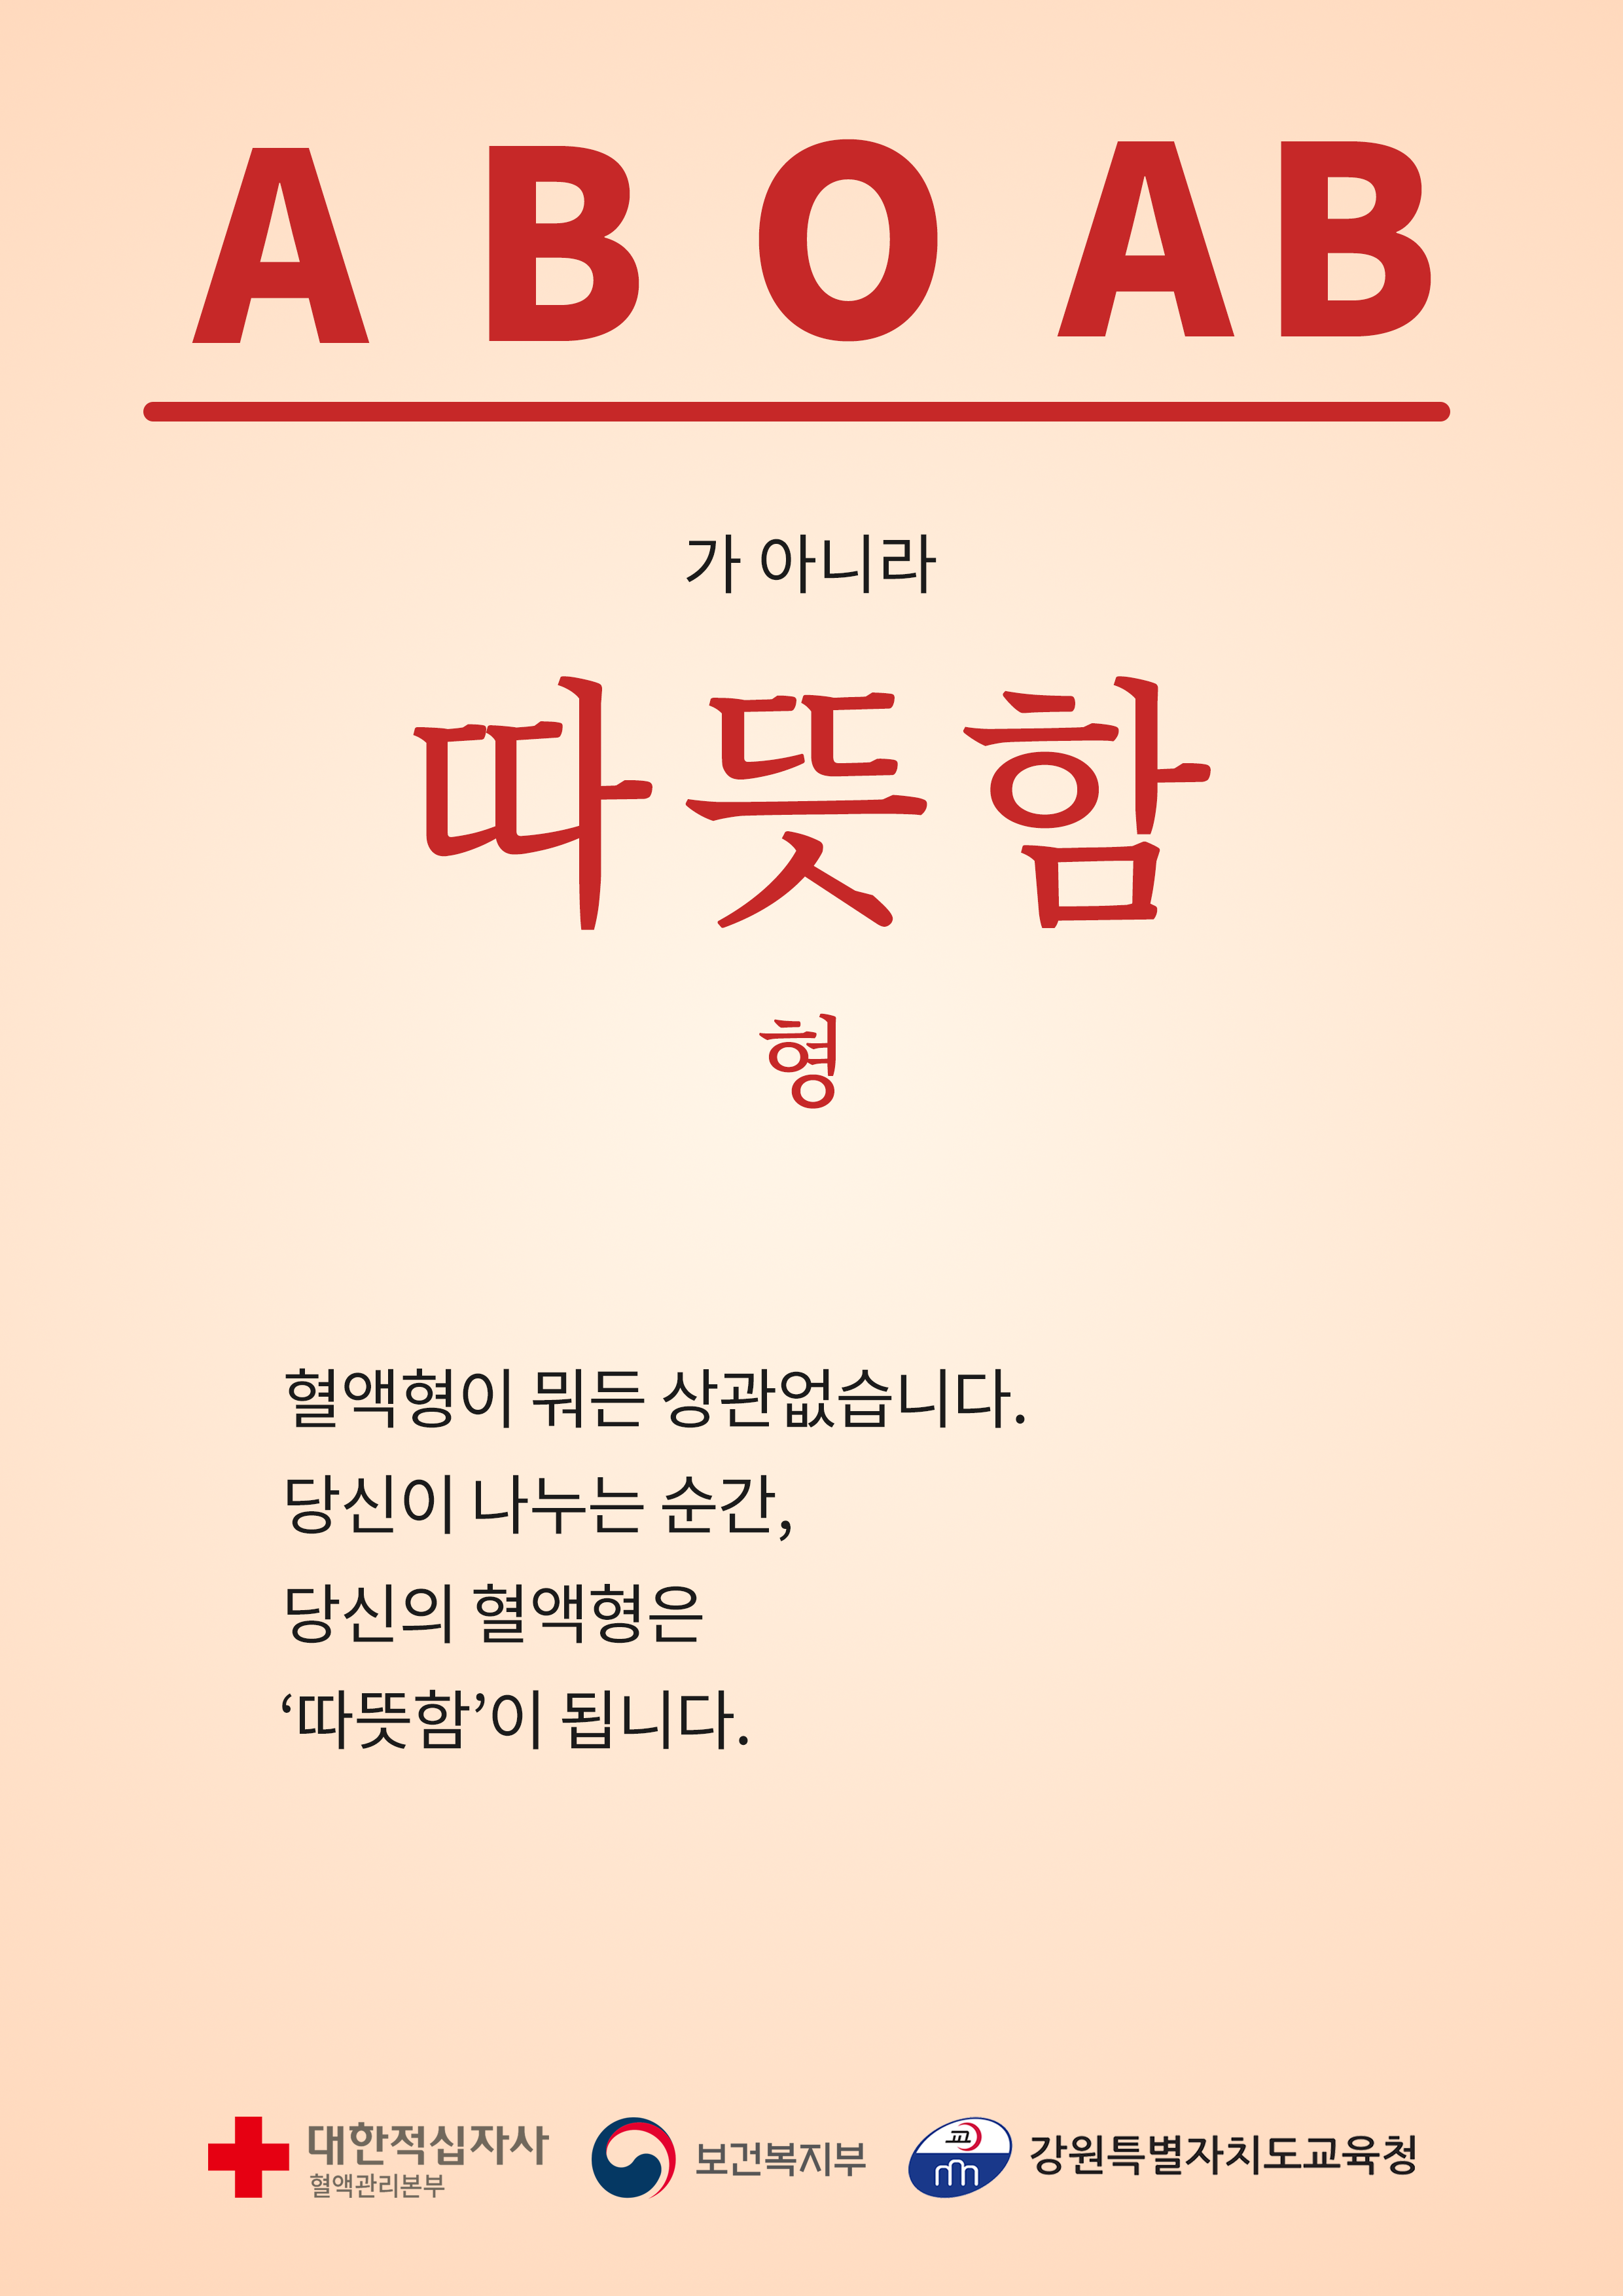 A B O AB
가 아니라
따뜻함
형
혈액형이 뭐든 상관없습니다.
당신이 나누는 순간,
당신의 혈액형은
‘따뜻함’이 됩니다.
대한적십자사
혈액관리본부
보건복지부
교
강원특별자치도교육청